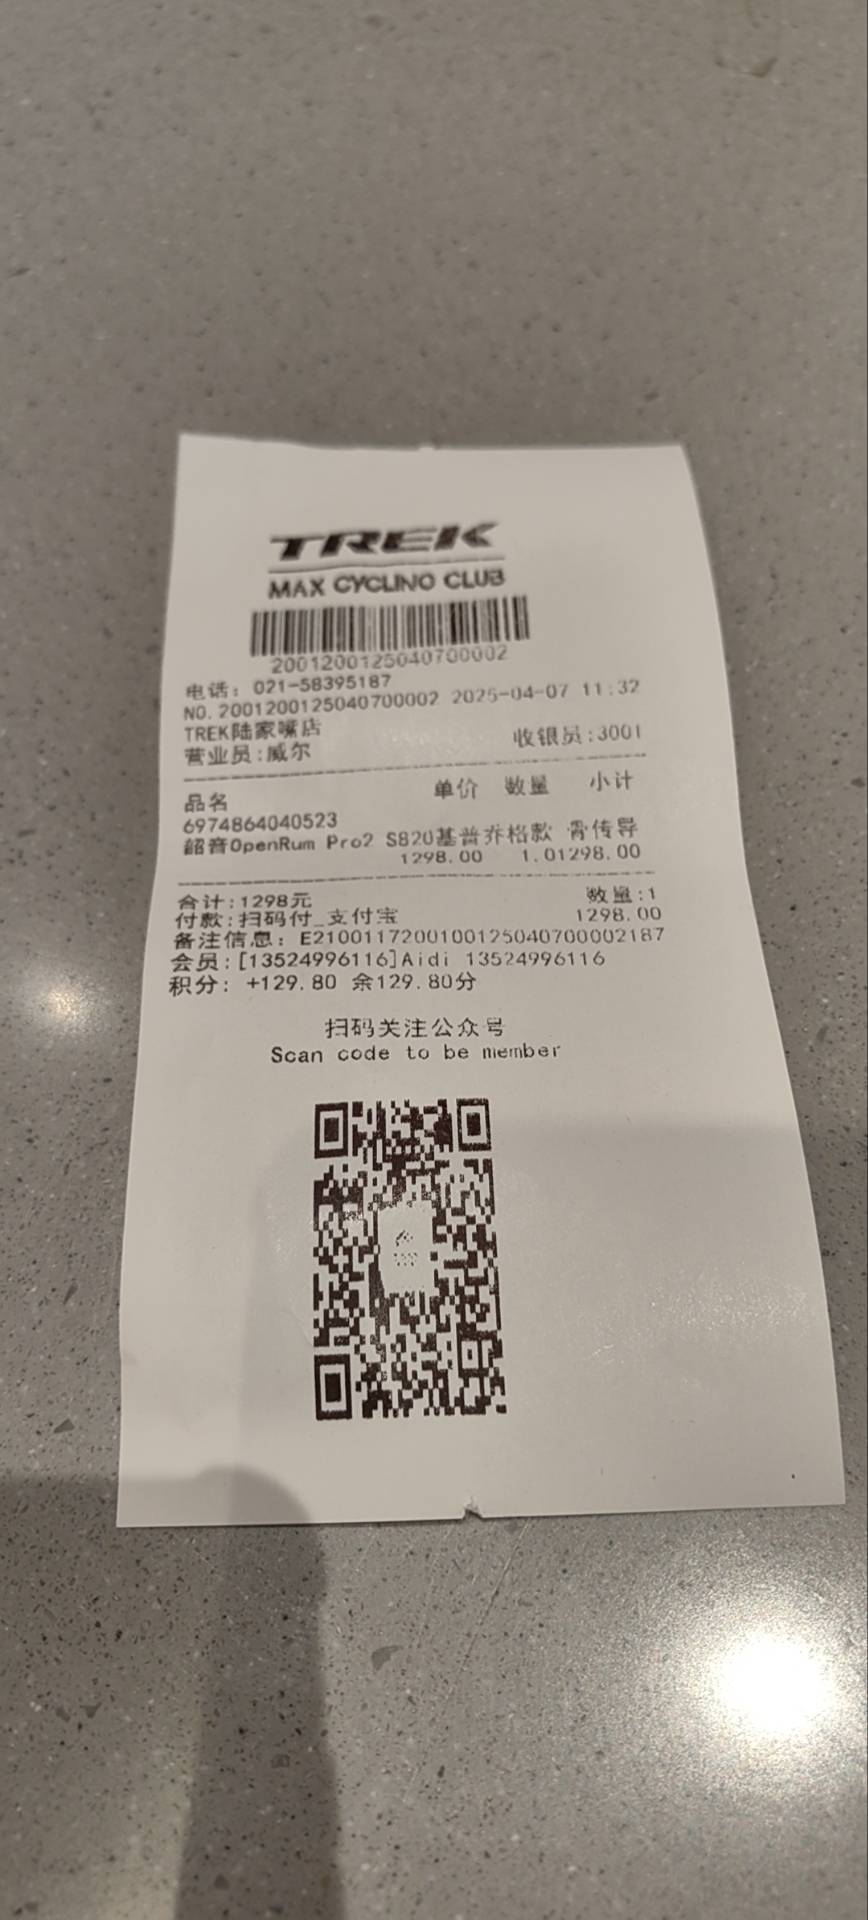 TREK
MAX CYCLING CLUB
2001200125040700002
电话：021-58395187
NO.2001200125040700002 2025-04-07 11:32
TREK陆家嘴店
营业员:威尔 收银员:3001
品名 单价 数量 小计
6974864040523
韶音OpenRum Pro2 S820基普乔格款 骨传导
1298.00 1.01298.00
合计:1298元 数量:1
付款:扫码付_支付宝 1298.00
备注信息：E21001172001001250407000​02187
会员:[13524996116]Aidi 13524996116
积分: +129.80 余129.80分
扫码关注公众号
Scan code to be member